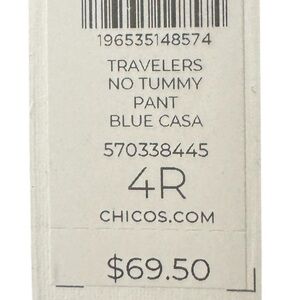 196535148574
TRAVELERS
NO TUMMY
PANT
BLUE CASA
570338445
4R
CHICOS.COM
$69.50